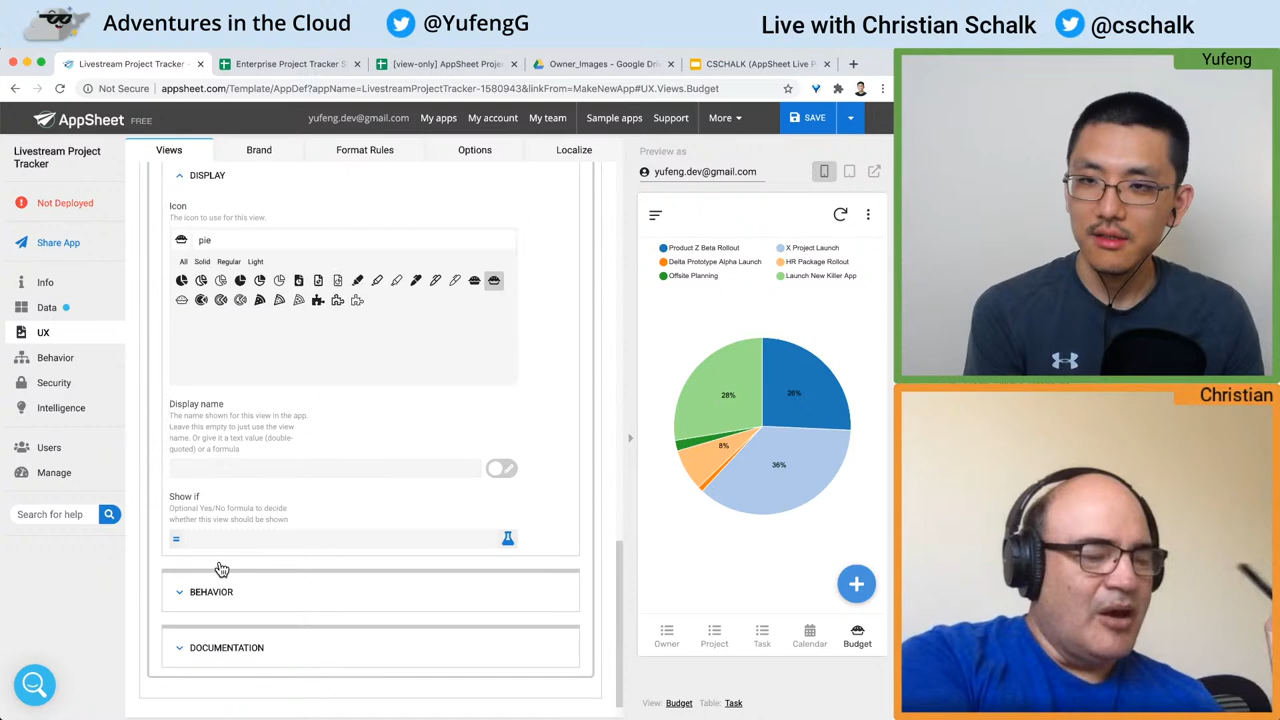 Adventures in the Cloud
@YufengG
Live with Christian Schalk
@cschalk
Livestream Project Tracker -
Enterprise Project Tracker S
[view-only] AppSheet Proje
Owner_Images - Google Driv
CSCHALK (AppSheet Live P
Not Secure
appsheet.com/Template/AppDef?appName=LivestreamProjectTracker-1580943&linkFrom=MakeNewApp#UX.Views.Budget
AppSheet FREE
yufeng.dev@gmail.com
My apps
My account
My team
Sample apps
Support
More
SAVE
Livestream Project
Tracker
Not Deployed
Share App
Info
Data
UX
Behavior
Security
Intelligence
Users
Manage
Search for help
Views
Brand
Format Rules
Options
Localize
DISPLAY
Icon
The icon to use for this view.
pie
All Solid Regular Light
Display name
The name shown for this view in the app.
Leave this empty to just use the view
name. Or give it a text value (double-
quoted) or a formula
Show if
Optional Yes/No formula to decide
whether this view should be shown
=
BEHAVIOR
DOCUMENTATION
Preview as
yufeng.dev@gmail.com
Product Z Beta Rollout
X Project Launch
Delta Prototype Alpha Launch
HR Package Rollout
Offsite Planning
Launch New Killer App
28%
26%
8%
36%
Owner
Project
Task
Calendar
Budget
View: Budget Table: Task
Yufeng
Christian